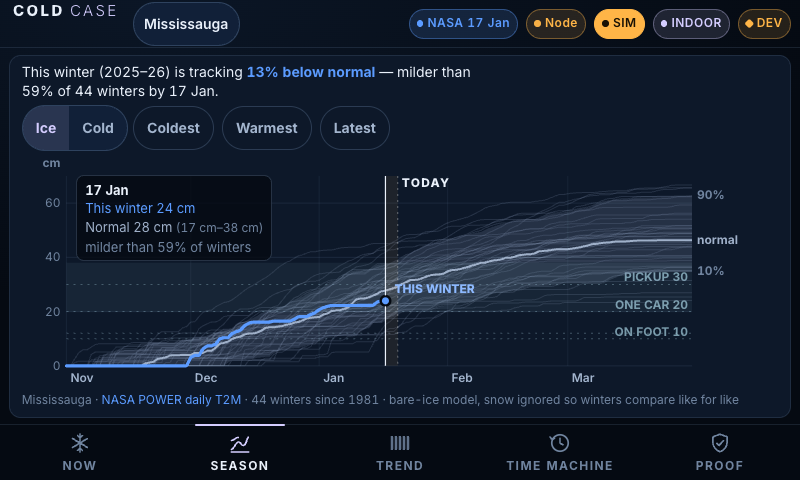 COLD CASE
Mississauga
NASA 17 Jan
Node
SIM
INDOOR
DEV
This winter (2025–26) is tracking 13% below normal — milder than
59% of 44 winters by 17 Jan.
Ice
Cold
Coldest
Warmest
Latest
cm
17 Jan
This winter 24 cm
Normal 28 cm (17 cm–38 cm)
milder than 59% of winters
TODAY
90%
60
normal
40
10%
PICKUP 30
THIS WINTER
ONE CAR 20
20
ON FOOT 10
0
Nov
Dec
Jan
Feb
Mar
Mississauga · NASA POWER daily T2M · 44 winters since 1981 · bare-ice model, snow ignored so winters compare like for like
NOW
SEASON
TREND
TIME MACHINE
PROOF